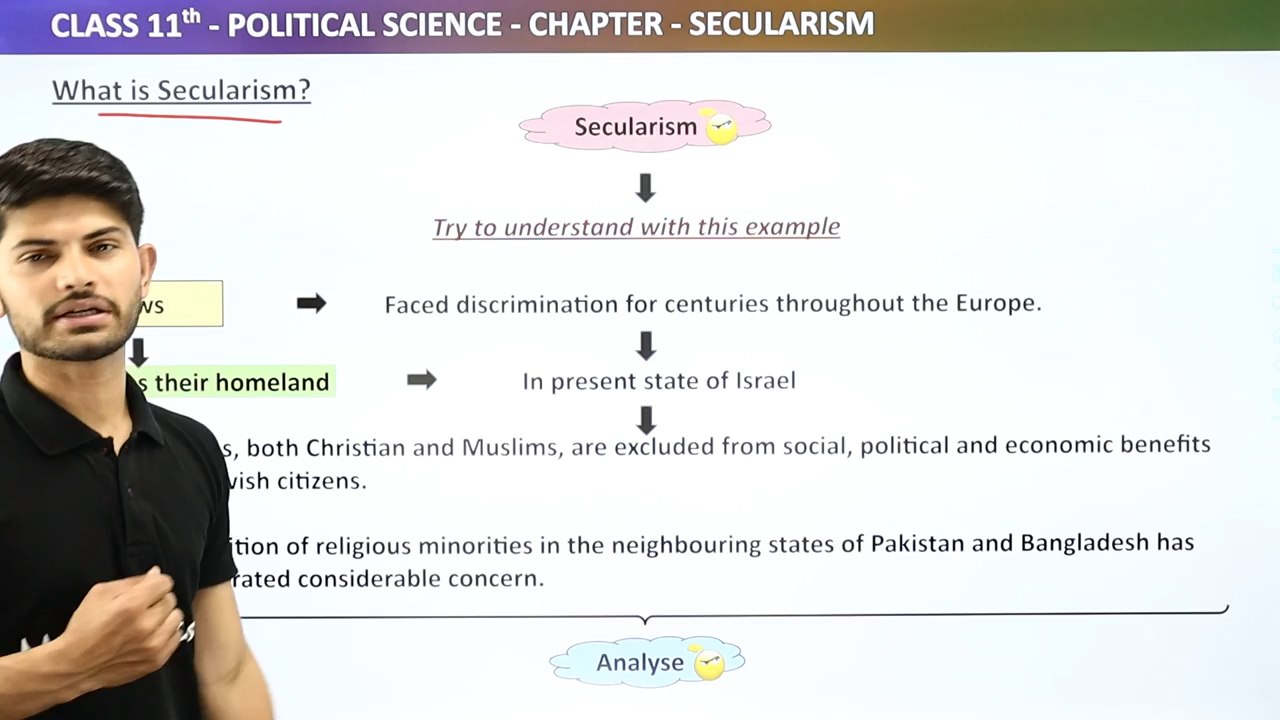 CLASS 11th - POLITICAL SCIENCE - CHAPTER - SECULARISM
What is Secularism?
Secularism
Try to understand with this example
Faced discrimination for centuries throughout the Europe.
their homeland
In present state of Israel
both Christian and Muslims, are excluded from social, political and economic benefits
citizens.
of religious minorities in the neighbouring states of Pakistan and Bangladesh has
considerable concern.
Analyse